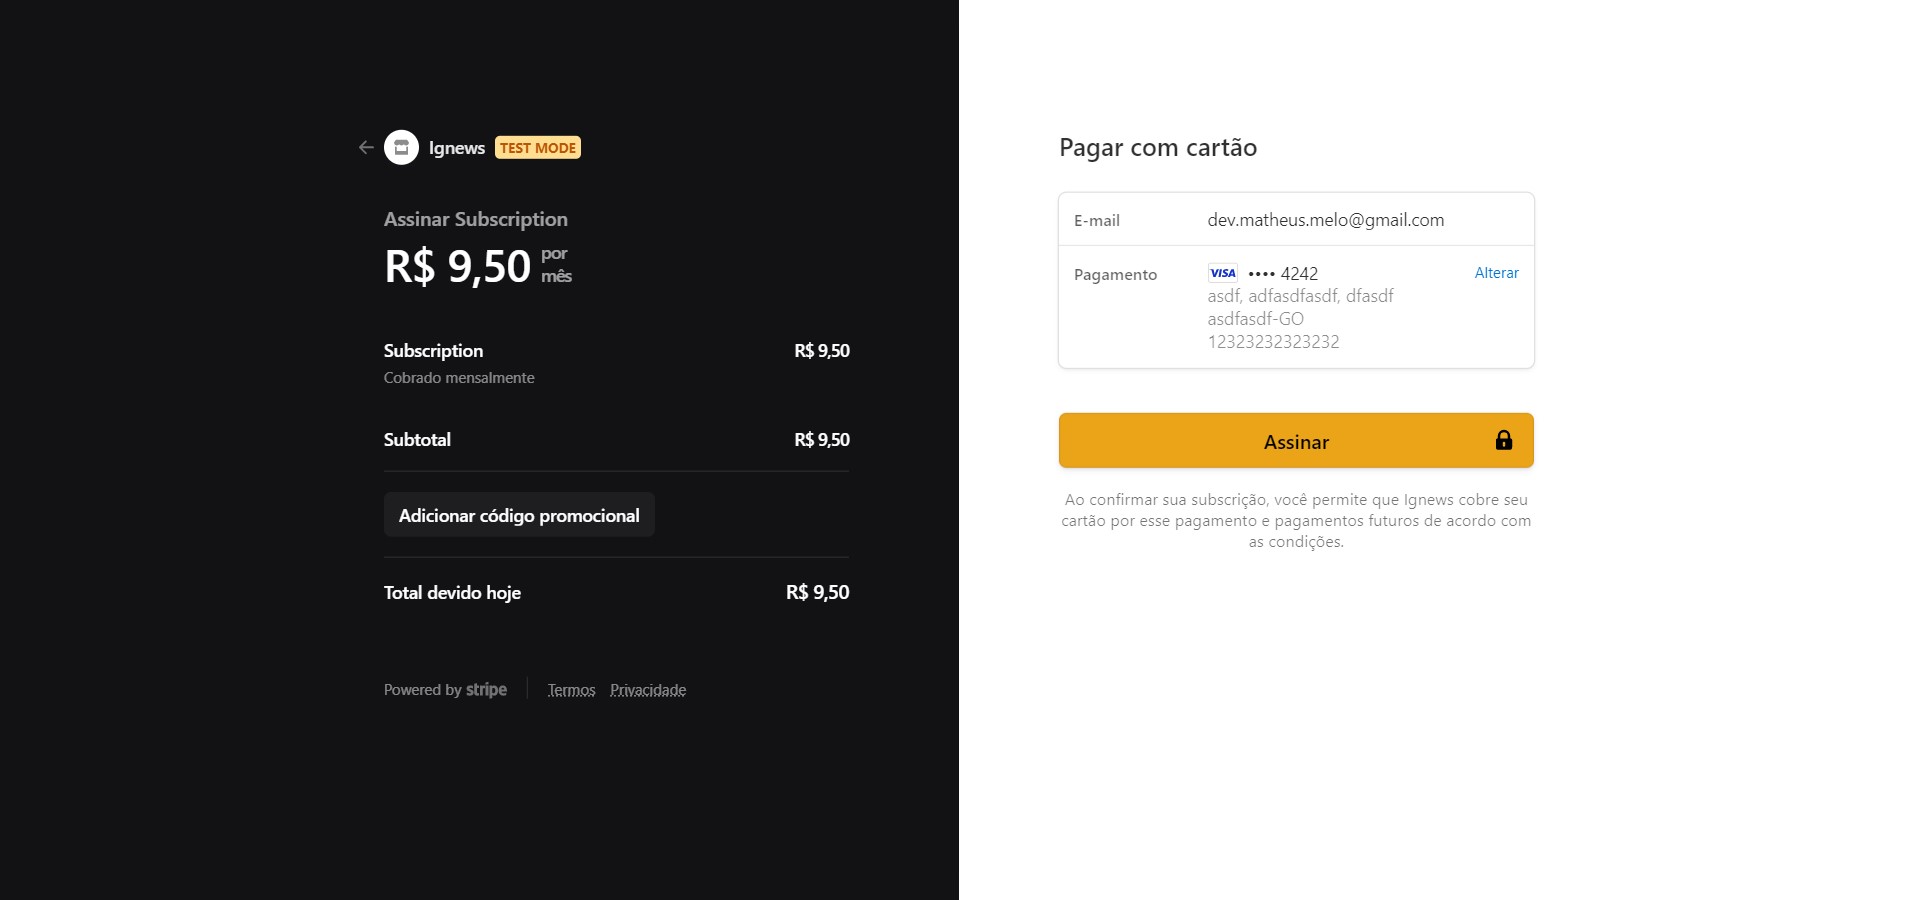 Ignews TEST MODE
Assinar Subscription
R$ 9,50 por
mês
Subscription R$ 9,50
Cobrado mensalmente
Subtotal R$ 9,50
Adicionar código promocional
Total devido hoje R$ 9,50
Powered by stripe Termos Privacidade
Pagar com cartão
E-mail dev.matheus.melo@gmail.com
Pagamento VISA •••• 4242 Alterar
asdf, adfasdfasdf, dfasdf
asdfasdf-GO
12323232323232
Assinar
Ao confirmar sua subscrição, você permite que Ignews cobre seu
cartão por esse pagamento e pagamentos futuros de acordo com
as condições.